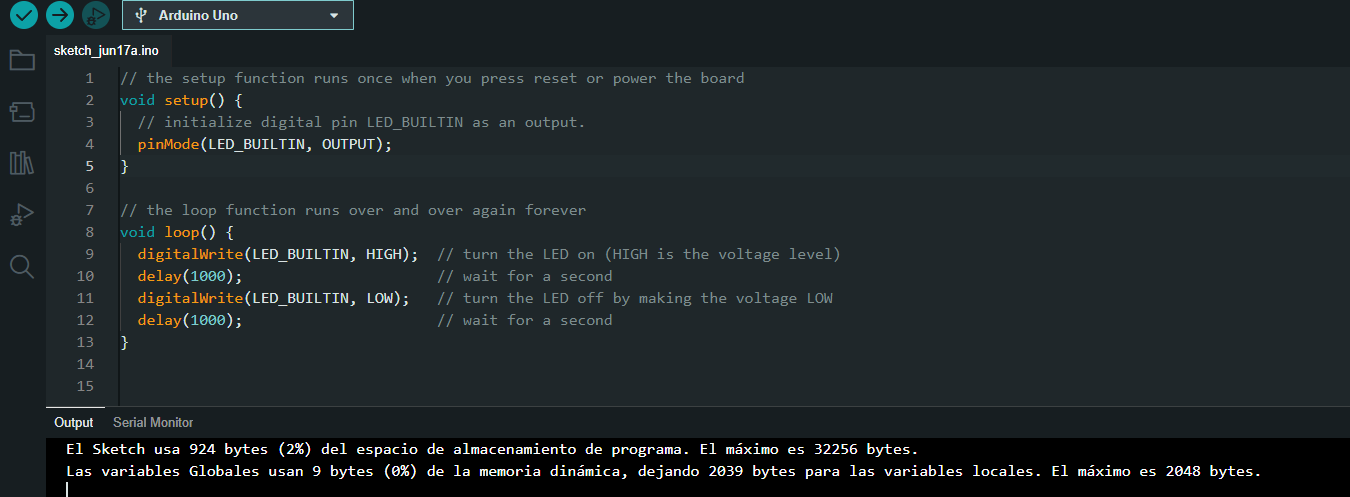 Arduino Uno
sketch_jun17a.ino
1 // the setup function runs once when you press reset or power the board
2 void setup() {
3   // initialize digital pin LED_BUILTIN as an output.
4   pinMode(LED_BUILTIN, OUTPUT);
5 }
6
7 // the loop function runs over and over again forever
8 void loop() {
9   digitalWrite(LED_BUILTIN, HIGH);  // turn the LED on (HIGH is the voltage level)
10   delay(1000);                      // wait for a second
11   digitalWrite(LED_BUILTIN, LOW);   // turn the LED off by making the voltage LOW
12   delay(1000);                      // wait for a second
13 }
14
15
Output Serial Monitor
El Sketch usa 924 bytes (2%) del espacio de almacenamiento de programa. El máximo es 32256 bytes.
Las variables Globales usan 9 bytes (0%) de la memoria dinámica, dejando 2039 bytes para las variables locales. El máximo es 2048 bytes.